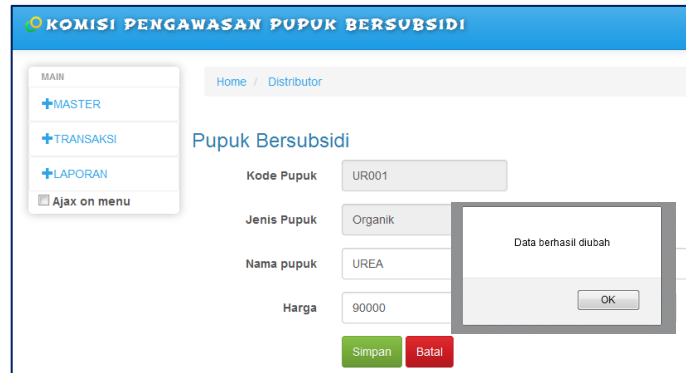 KOMISI PENGAWASAN PUPUK BERSUBSIDI
MAIN
Home / Distributor
+MASTER
+TRANSAKSI
Pupuk Bersubsidi
+LAPORAN
Kode Pupuk UR001
Ajax on menu
Jenis Pupuk Organik
Data berhasil diubah
Nama pupuk UREA
OK
Harga 90000
Simpan Batal